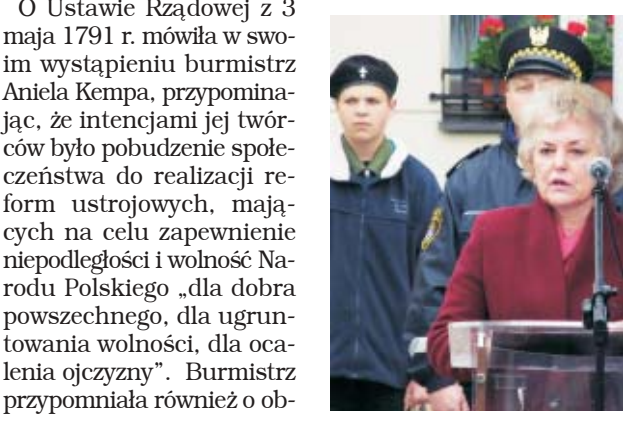 O Ustawie Rządowej z 3
maja 1791 r. mówiła w swo-
im wystąpieniu burmistrz
Aniela Kempa, przypomina-
jąc, że intencjami jej twór-
ców było pobudzenie społe-
czeństwa do realizacji re-
form ustrojowych, mają-
cych na celu zapewnienie
niepodległości i wolność Na-
rodu Polskiego „dla dobra
powszechnego, dla ugrun-
towania wolności, dla oca-
lenia ojczyzny”. Burmistrz
przypomniała również o ob-